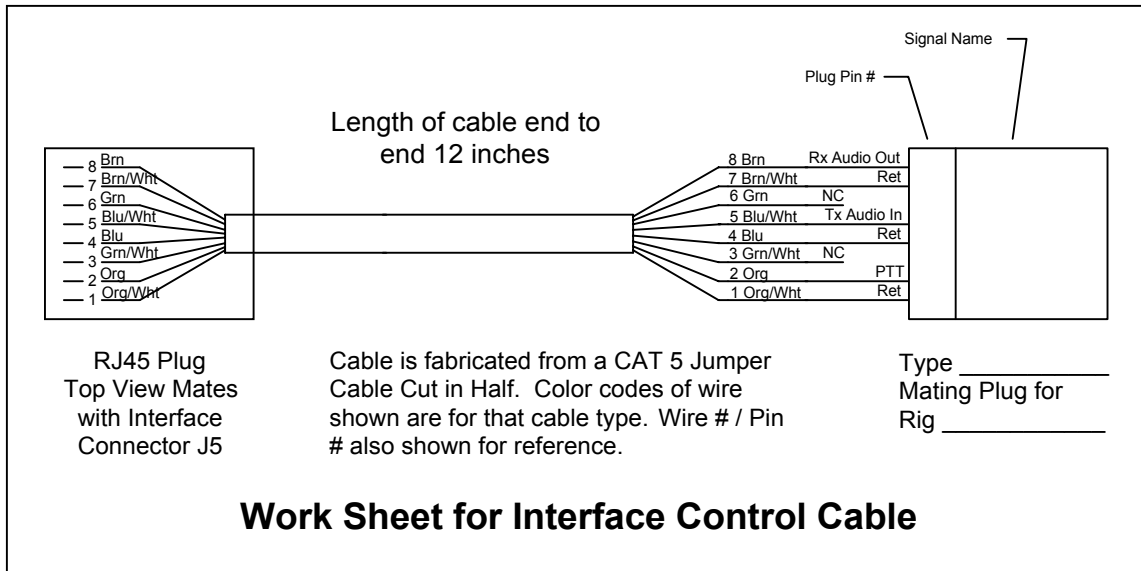 Signal Name
Plug Pin #
Length of cable end to
end 12 inches
8 Brn
7 Brn/Wht
6 Grn
5 Blu/Wht
4 Blu
3 Grn/Wht
2 Org
1 Org/Wht
8 Brn Rx Audio Out
7 Brn/Wht Ret
6 Grn NC
5 Blu/Wht Tx Audio In
4 Blu Ret
3 Grn/Wht NC
2 Org PTT
1 Org/Wht Ret
RJ45 Plug
Top View Mates
with Interface
Connector J5
Cable is fabricated from a CAT 5 Jumper
Cable Cut in Half. Color codes of wire
shown are for that cable type. Wire # / Pin
# also shown for reference.
Type ____________
Mating Plug for
Rig ____________
Work Sheet for Interface Control Cable